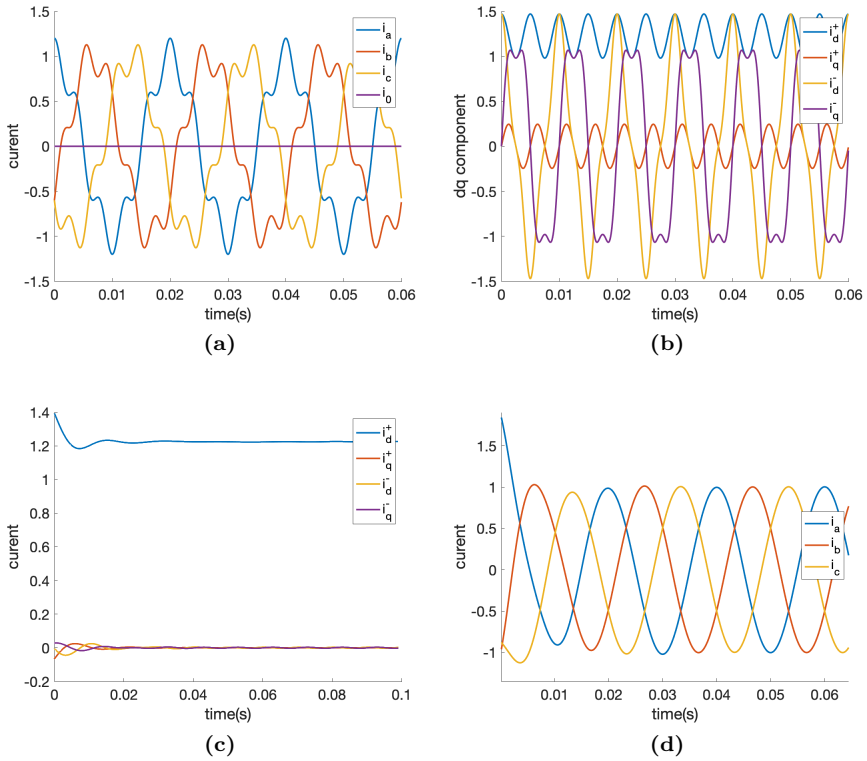 1.5
1
0.5
0
-0.5
-1
-1.5
curent
0
0.01
0.02
0.03
0.04
0.05
0.06
time(s)
i_a
i_b
i_c
i_0
(a)
1.5
1
0.5
0
-0.5
-1
-1.5
dq component
0
0.01
0.02
0.03
0.04
0.05
0.06
time(s)
i_d^+
i_q^+
i_d^-
i_q^-
(b)
1.4
1.2
1
0.8
0.6
0.4
0.2
0
-0.2
curent
0
0.02
0.04
0.06
0.08
0.1
time(s)
i_d^+
i_q^+
i_d^-
i_q^-
(c)
1.5
1
0.5
0
-0.5
-1
curent
0.01
0.02
0.03
0.04
0.05
0.06
time(s)
i_a
i_b
i_c
(d)